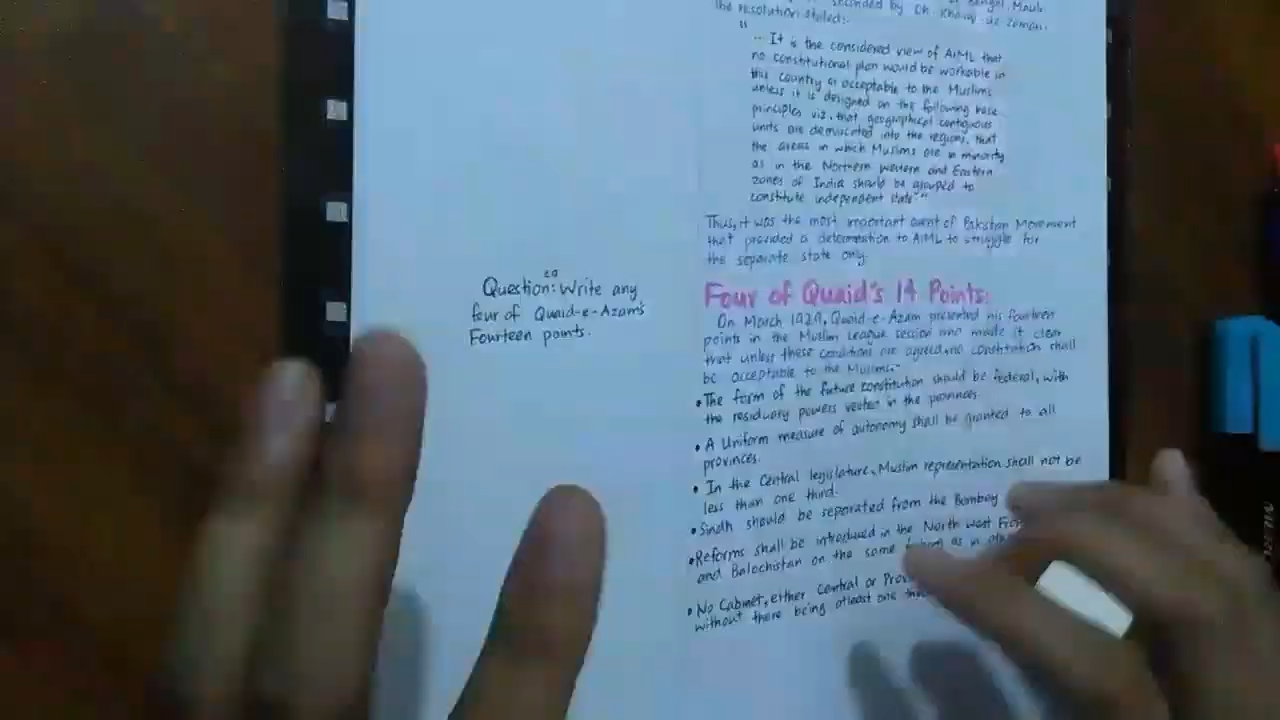 seconded by Ch. Khaliq-uz-Zaman.
The resolution stated:
"
"It is the considered view of AIML that
no constitutional plan would be workable in
this country or acceptable to the Muslims
unless it is designed on the following base
principles viz, that geographical contiguous
units are demarcated into the regions, that
the areas in which Muslims are in minority
as in the Northern Western and Eastern
zones of India should be grouped to
constitute independent state""
Thus, it was the most important event of Pakistan Movement
that provided a determination to AIML to struggle for
the separate state only.
Question: Write any
four of Quaid-e-Azam's
Fourteen points.
Four of Quaid's 14 Points:
On March 1929, Quaid-e-Azam presented his fourteen
points in the Muslim League session and made it clear
that unless these conditions are agreed, no constitution shall
be acceptable to the Muslims.
•The form of the future constitution should be federal, with
the residuary powers vested in the provinces.
• A Uniform measure of autonomy shall be granted to all
provinces.
• In the Central legislature, Muslim representation shall not be
less than one third.
•Sindh should be separated from the Bombay
•Reforms shall be introduced in the North West
and Balochistan on the same as in
• No Cabinet, either Central or
without there being atleast one